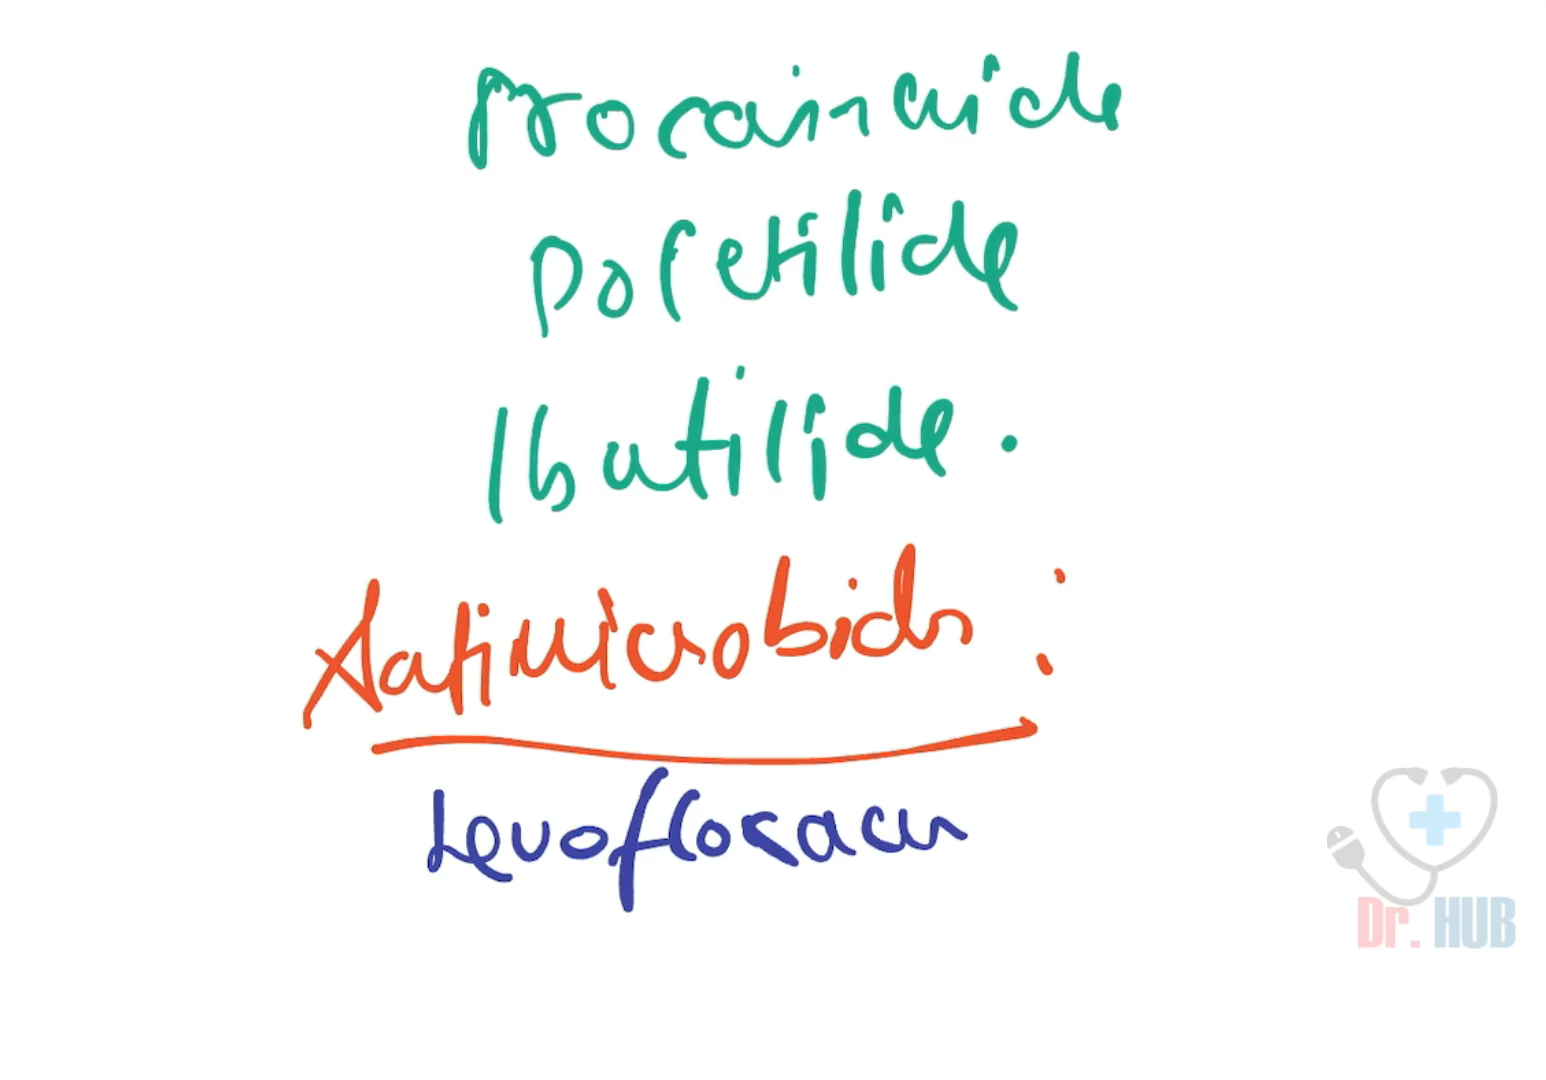 Procainamide
Dofetilide
Ibutilide.
Antimicrobials :
Levofloxacin
Dr. HUB